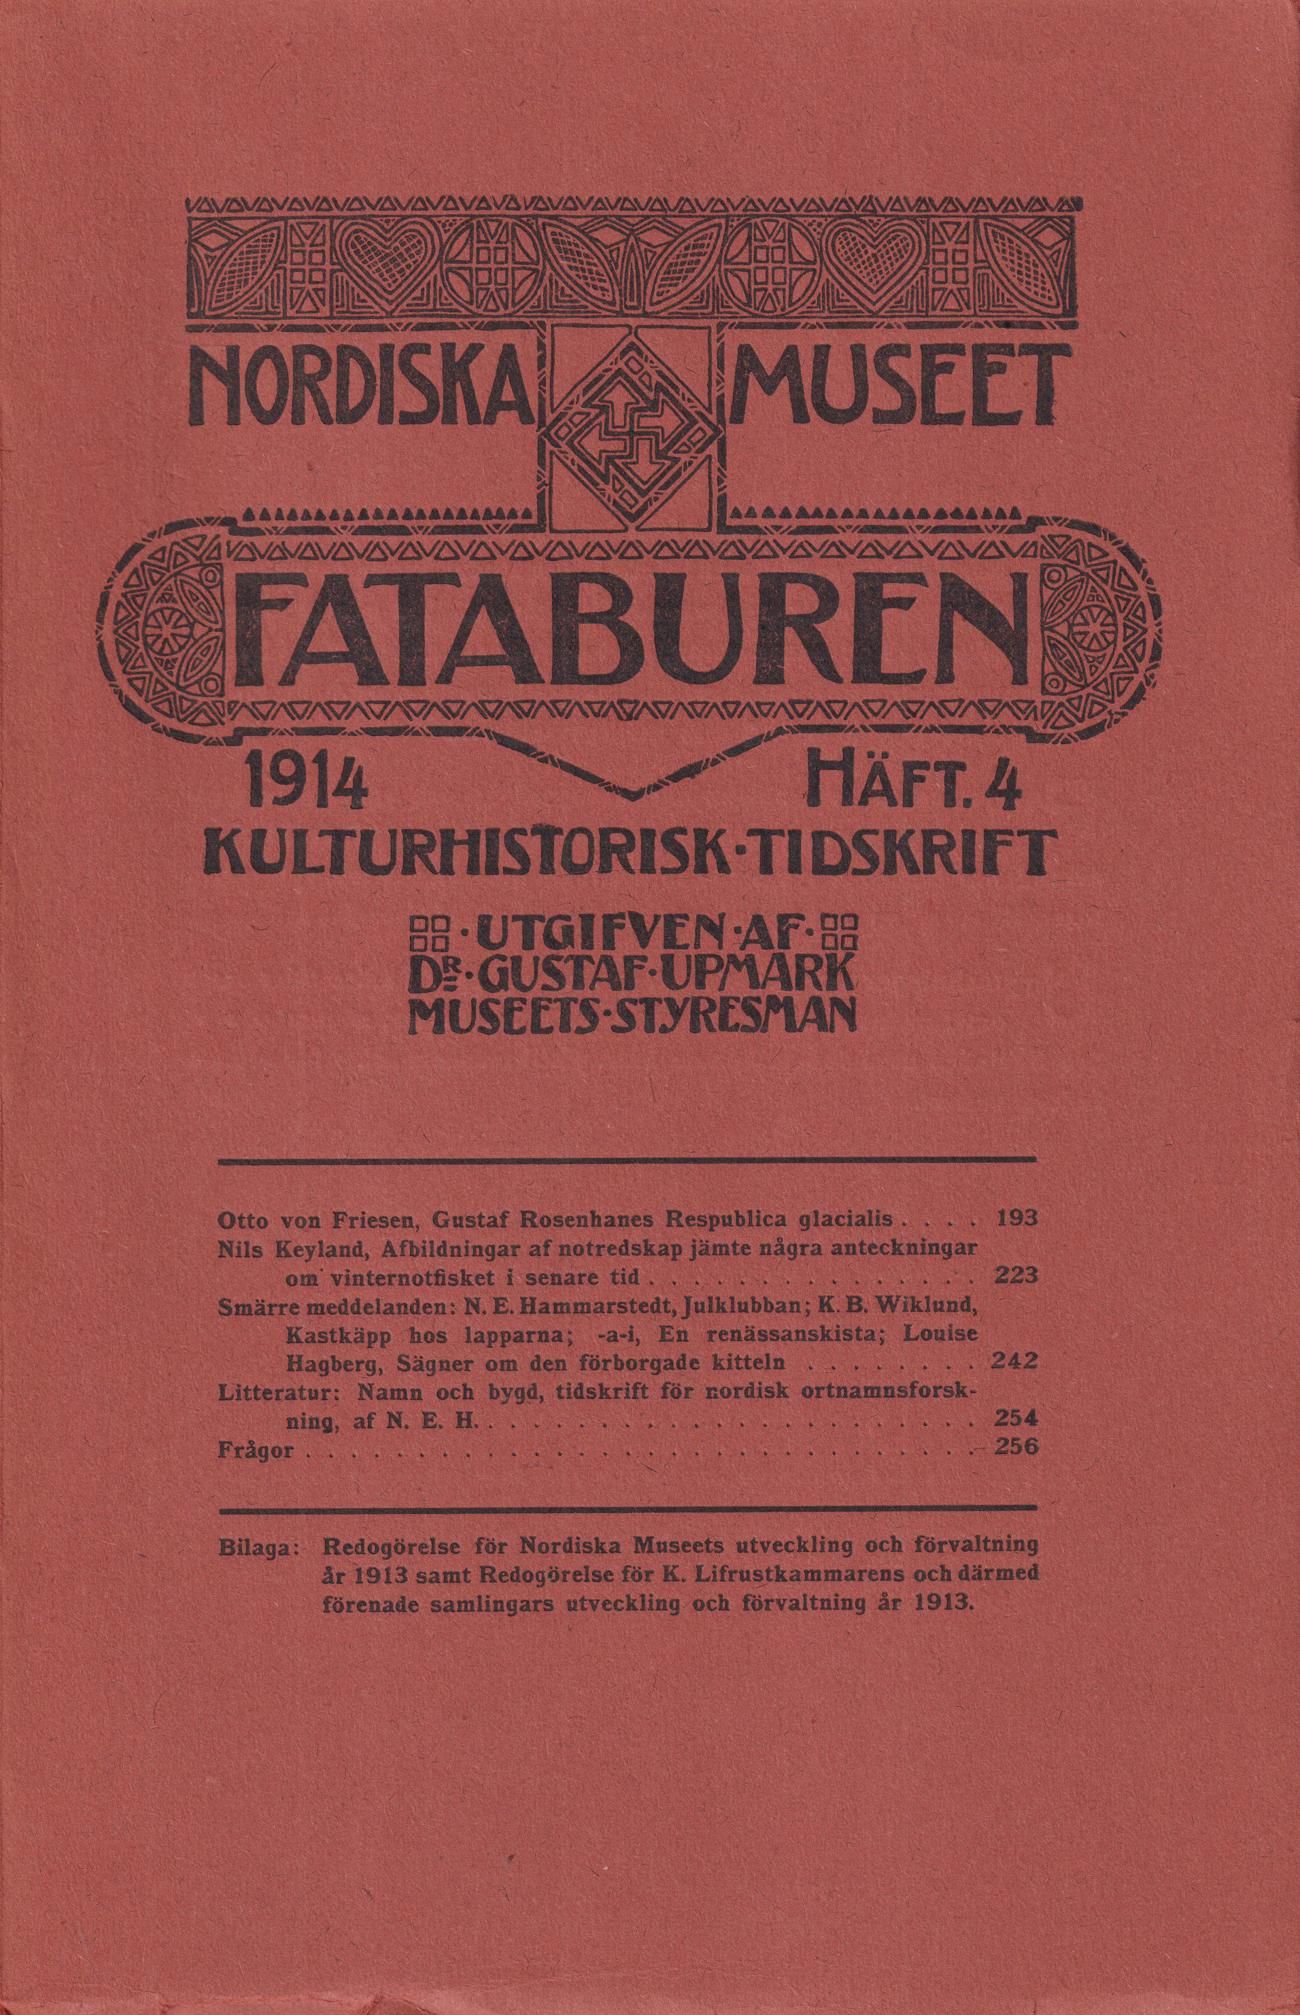 NORDISKA MUSEET
FATABUREN
1914 HÄFT. 4
KULTURHISTORISK·TIDSKRIFT
·UTGIFVEN·AF·
DR·GUSTAF·UPMARK
MUSEETS·STYRESMAN
Otto von Friesen, Gustaf Rosenhanes Respublica glacialis . . . . 193
Nils Keyland, Afbildningar af notredskap jämte några anteckningar
om vinternotfisket i senare tid . . . . . . . . . . . . . . . 223
Smärre meddelanden: N. E. Hammarstedt, Julklubban; K. B. Wiklund,
Kastkäpp hos lapparna; -a-i, En renässanskista; Louise
Hagberg, Sägner om den förborgade kitteln . . . . . . . . 242
Litteratur: Namn och bygd, tidskrift för nordisk ortnamnsforsk-
ning, af N. E. H. . . . . . . . . . . . . . . . . . . . . . . 254
Frågor . . . . . . . . . . . . . . . . . . . . . . . . . . . . . . 256
Bilaga: Redogörelse för Nordiska Museets utveckling och förvaltning
år 1913 samt Redogörelse för K. Lifrustkammarens och därmed
förenade samlingars utveckling och förvaltning år 1913.